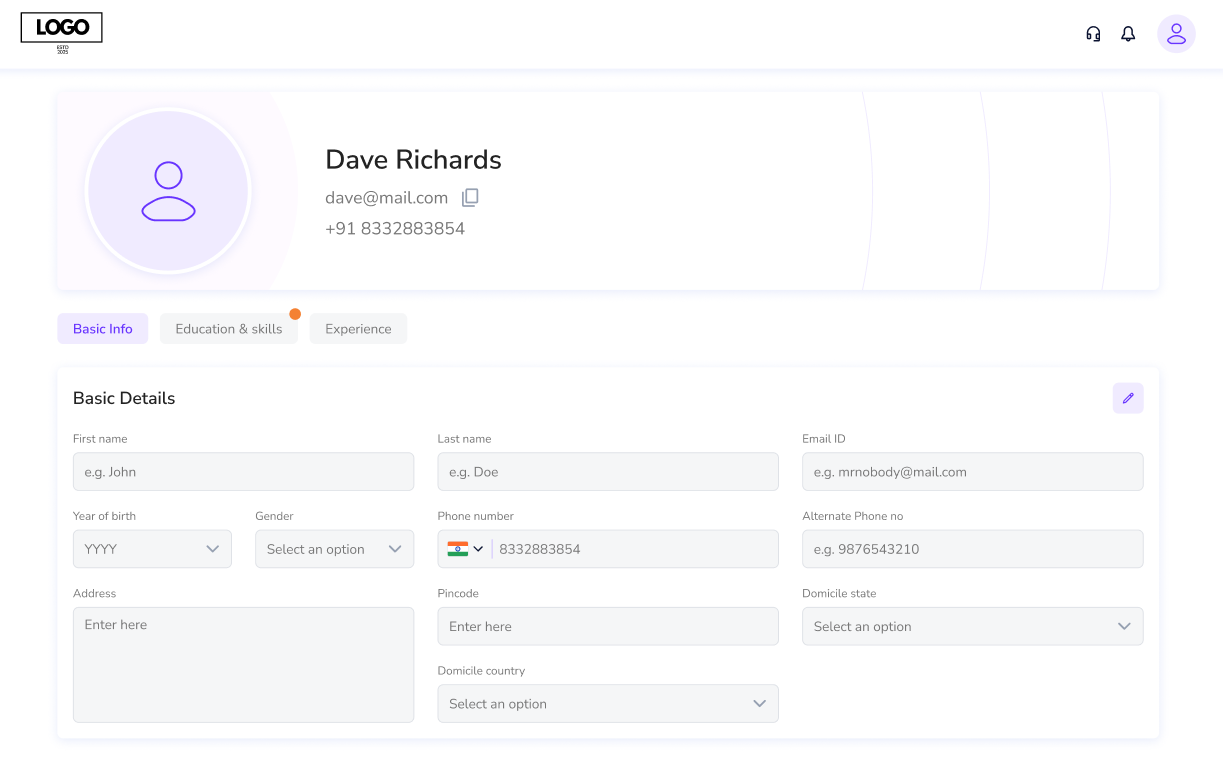 LOGO
ESTD
2025
Dave Richards
dave@mail.com
+91 8332883854
Basic Info
Education & skills
Experience
Basic Details
First name
Last name
Email ID
e.g. John
e.g. Doe
e.g. mrnobody@mail.com
Year of birth
Gender
Phone number
Alternate Phone no
YYYY
Select an option
8332883854
e.g. 9876543210
Address
Pincode
Domicile state
Enter here
Enter here
Select an option
Domicile country
Select an option